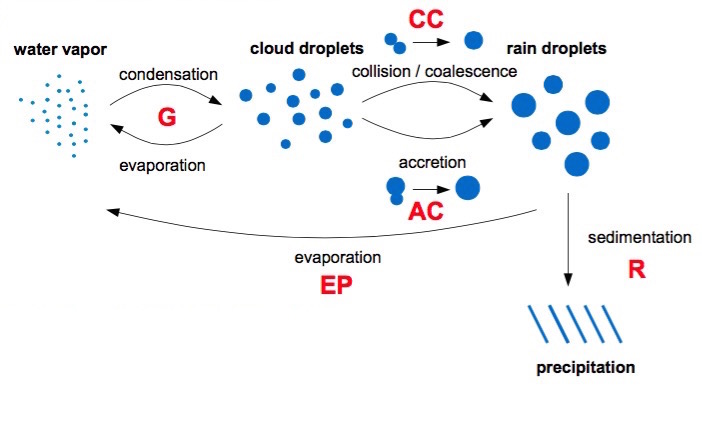 CC
water vapor
cloud droplets
rain droplets
condensation
collision / coalescence
G
evaporation
accretion
AC
sedimentation
evaporation
R
EP
precipitation